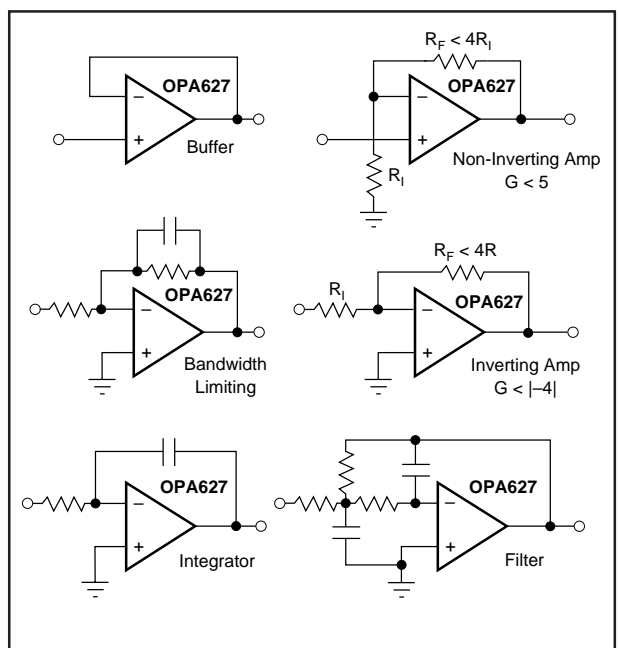 OPA627
−
+
Buffer
R_F < 4R_I
OPA627
−
+
R_I
Non-Inverting Amp
G < 5
OPA627
−
+
Bandwidth
Limiting
R_F < 4R
R_I
OPA627
−
+
Inverting Amp
G < |–4|
OPA627
−
+
Integrator
OPA627
−
+
Filter